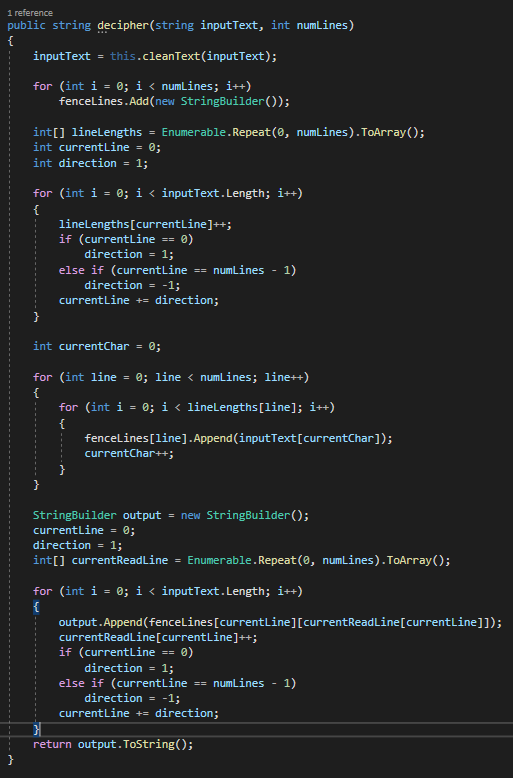 1 reference
public string decipher(string inputText, int numLines)
{
    inputText = this.cleanText(inputText);

    for (int i = 0; i < numLines; i++)
        fenceLines.Add(new StringBuilder());

    int[] lineLengths = Enumerable.Repeat(0, numLines).ToArray();
    int currentLine = 0;
    int direction = 1;

    for (int i = 0; i < inputText.Length; i++)
    {
        lineLengths[currentLine]++;
        if (currentLine == 0)
            direction = 1;
        else if (currentLine == numLines - 1)
            direction = -1;
        currentLine += direction;
    }

    int currentChar = 0;

    for (int line = 0; line < numLines; line++)
    {
        for (int i = 0; i < lineLengths[line]; i++)
        {
            fenceLines[line].Append(inputText[currentChar]);
            currentChar++;
        }
    }

    StringBuilder output = new StringBuilder();
    currentLine = 0;
    direction = 1;
    int[] currentReadLine = Enumerable.Repeat(0, numLines).ToArray();

    for (int i = 0; i < inputText.Length; i++)
    {
        output.Append(fenceLines[currentLine][currentReadLine[currentLine]]);
        currentReadLine[currentLine]++;
        if (currentLine == 0)
            direction = 1;
        else if (currentLine == numLines - 1)
            direction = -1;
        currentLine += direction;
    }
    return output.ToString();
}